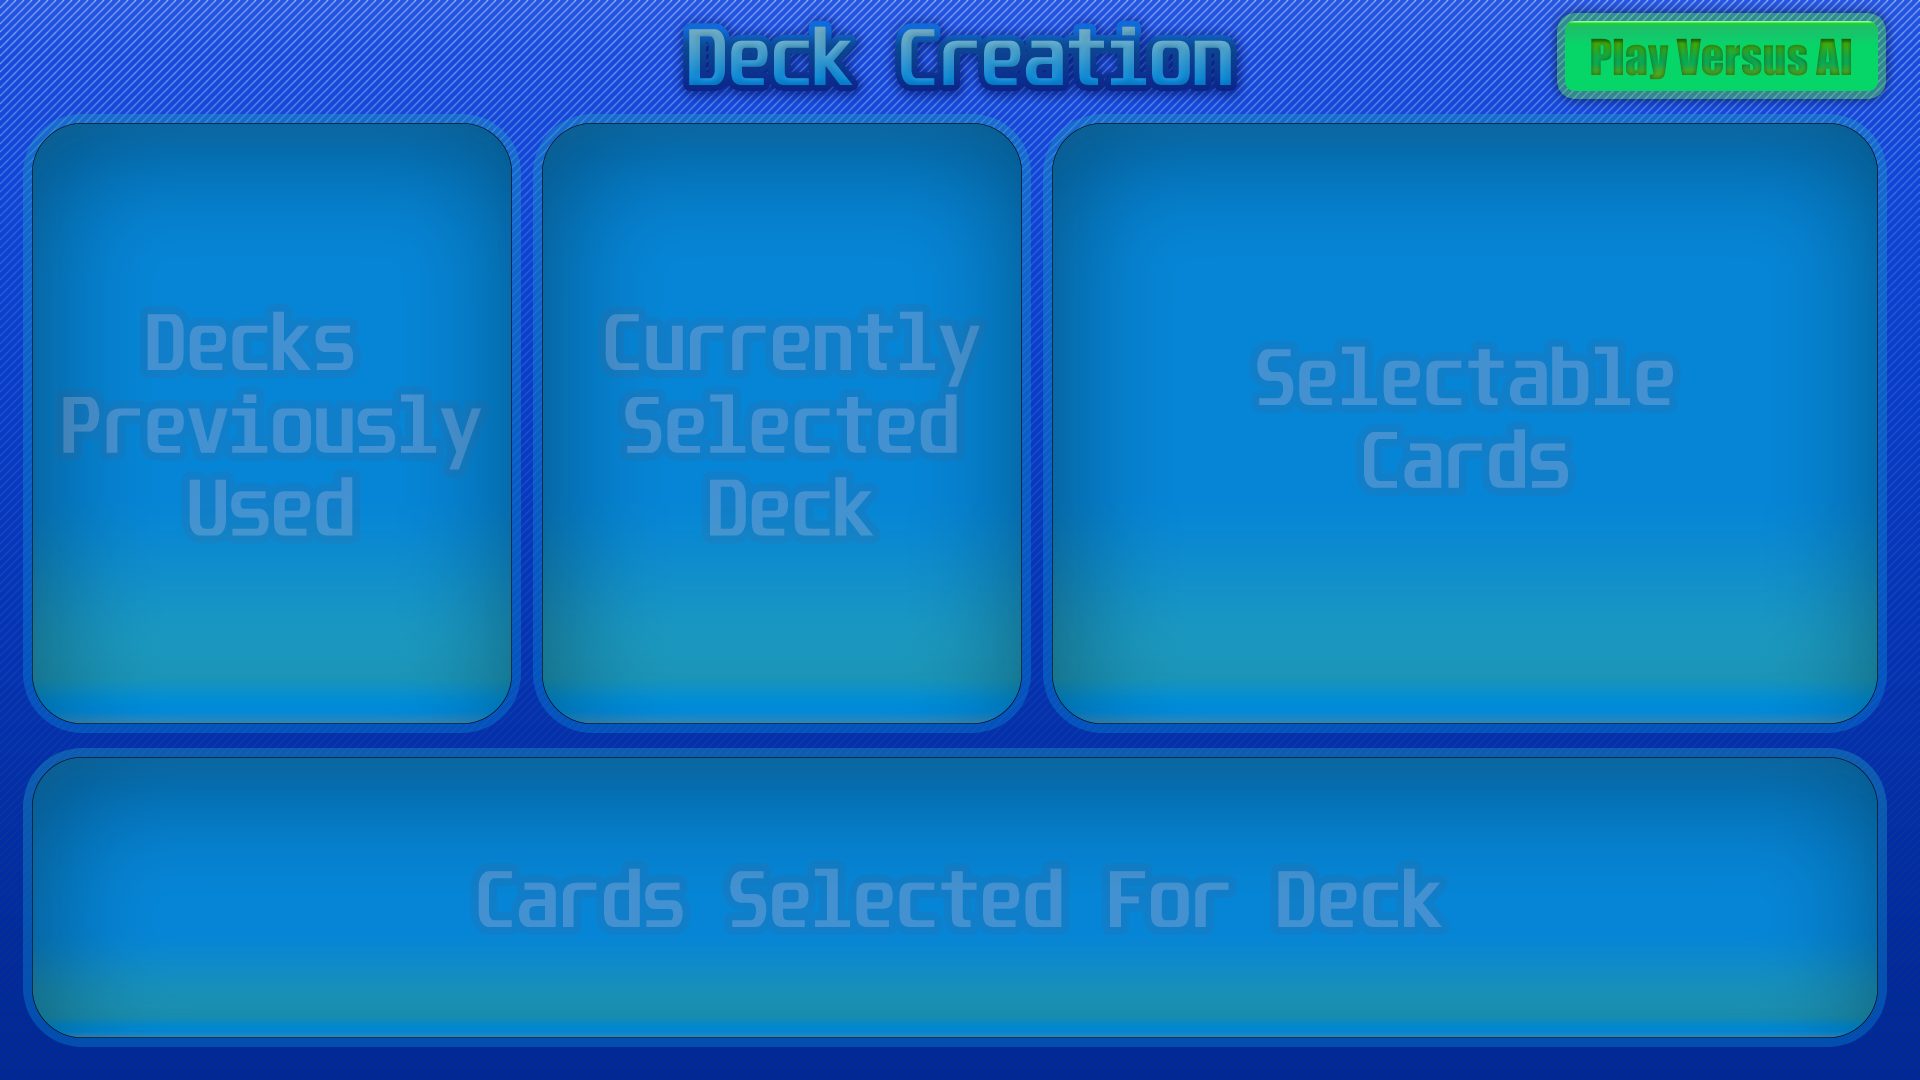 Deck Creation
Play Versus AI
Decks
Previously
Used
Currently
Selected
Deck
Selectable
Cards
Cards Selected For Deck